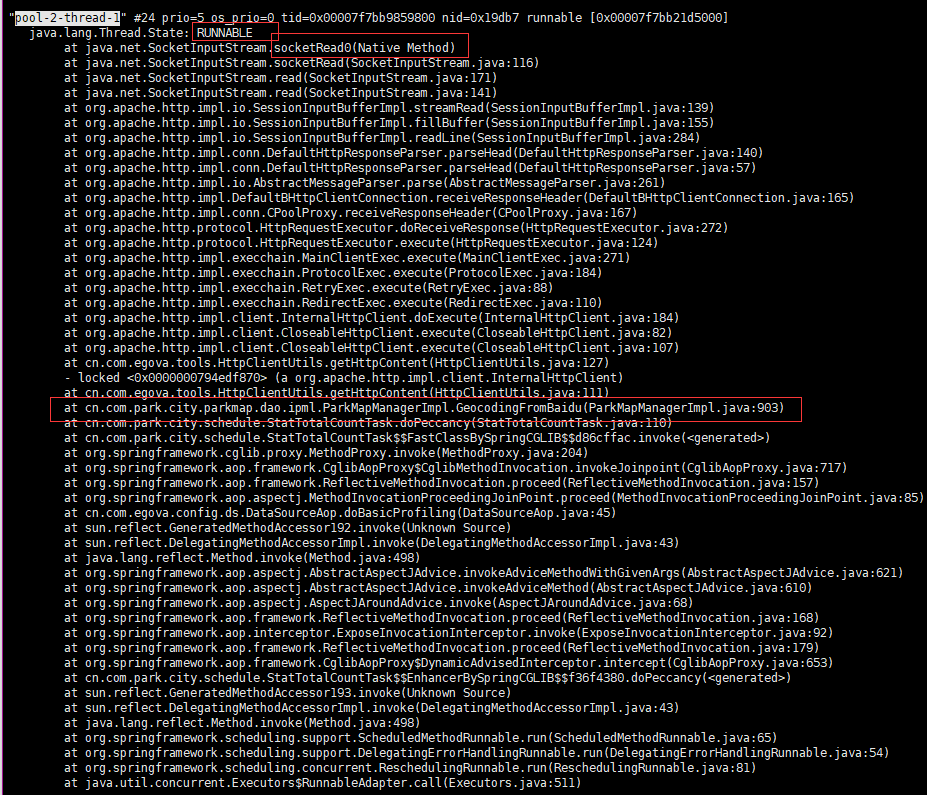 "pool-2-thread-1" #24 prio=5 os_prio=0 tid=0x00007f7bb9859800 nid=0x19db7 runnable [0x00007f7bb21d5000]
java.lang.Thread.State: RUNNABLE
at java.net.SocketInputStream.socketRead0(Native Method)
at java.net.SocketInputStream.socketRead(SocketInputStream.java:116)
at java.net.SocketInputStream.read(SocketInputStream.java:171)
at java.net.SocketInputStream.read(SocketInputStream.java:141)
at org.apache.http.impl.io.SessionInputBufferImpl.streamRead(SessionInputBufferImpl.java:139)
at org.apache.http.impl.io.SessionInputBufferImpl.fillBuffer(SessionInputBufferImpl.java:155)
at org.apache.http.impl.io.SessionInputBufferImpl.readLine(SessionInputBufferImpl.java:284)
at org.apache.http.impl.conn.DefaultHttpResponseParser.parseHead(DefaultHttpResponseParser.java:140)
at org.apache.http.impl.conn.DefaultHttpResponseParser.parseHead(DefaultHttpResponseParser.java:57)
at org.apache.http.impl.io.AbstractMessageParser.parse(AbstractMessageParser.java:261)
at org.apache.http.impl.DefaultBHttpClientConnection.receiveResponseHeader(DefaultBHttpClientConnection.java:165)
at org.apache.http.impl.conn.CPoolProxy.receiveResponseHeader(CPoolProxy.java:167)
at org.apache.http.protocol.HttpRequestExecutor.doReceiveResponse(HttpRequestExecutor.java:272)
at org.apache.http.protocol.HttpRequestExecutor.execute(HttpRequestExecutor.java:124)
at org.apache.http.impl.execchain.MainClientExec.execute(MainClientExec.java:271)
at org.apache.http.impl.execchain.ProtocolExec.execute(ProtocolExec.java:184)
at org.apache.http.impl.execchain.RetryExec.execute(RetryExec.java:88)
at org.apache.http.impl.execchain.RedirectExec.execute(RedirectExec.java:110)
at org.apache.http.impl.client.InternalHttpClient.doExecute(InternalHttpClient.java:184)
at org.apache.http.impl.client.CloseableHttpClient.execute(CloseableHttpClient.java:82)
at org.apache.http.impl.client.CloseableHttpClient.execute(CloseableHttpClient.java:107)
at cn.com.egova.tools.HttpClientUtils.getHttpContent(HttpClientUtils.java:127)
- locked <0x0000000794edf870> (a org.apache.http.impl.client.InternalHttpClient)
at cn.com.egova.tools.HttpClientUtils.getHttpContent(HttpClientUtils.java:111)
at cn.com.park.city.parkmap.dao.ipml.ParkMapManagerImpl.GeocodingFromBaidu(ParkMapManagerImpl.java:903)
at cn.com.park.city.schedule.StatTotalCountTask.doPeccancy(StatTotalCountTask.java:110)
at cn.com.park.city.schedule.StatTotalCountTask$$FastClassBySpringCGLIB$$d86cffac.invoke(<generated>)
at org.springframework.cglib.proxy.MethodProxy.invoke(MethodProxy.java:204)
at org.springframework.aop.framework.CglibAopProxy$CglibMethodInvocation.invokeJoinpoint(CglibAopProxy.java:717)
at org.springframework.aop.framework.ReflectiveMethodInvocation.proceed(ReflectiveMethodInvocation.java:157)
at org.springframework.aop.aspectj.MethodInvocationProceedingJoinPoint.proceed(MethodInvocationProceedingJoinPoint.java:85)
at cn.com.egova.config.ds.DataSourceAop.doBasicProfiling(DataSourceAop.java:45)
at sun.reflect.GeneratedMethodAccessor192.invoke(Unknown Source)
at sun.reflect.DelegatingMethodAccessorImpl.invoke(DelegatingMethodAccessorImpl.java:43)
at java.lang.reflect.Method.invoke(Method.java:498)
at org.springframework.aop.aspectj.AbstractAspectJAdvice.invokeAdviceMethodWithGivenArgs(AbstractAspectJAdvice.java:621)
at org.springframework.aop.aspectj.AbstractAspectJAdvice.invokeAdviceMethod(AbstractAspectJAdvice.java:610)
at org.springframework.aop.aspectj.AspectJAroundAdvice.invoke(AspectJAroundAdvice.java:68)
at org.springframework.aop.framework.ReflectiveMethodInvocation.proceed(ReflectiveMethodInvocation.java:168)
at org.springframework.aop.interceptor.ExposeInvocationInterceptor.invoke(ExposeInvocationInterceptor.java:92)
at org.springframework.aop.framework.ReflectiveMethodInvocation.proceed(ReflectiveMethodInvocation.java:179)
at org.springframework.aop.framework.CglibAopProxy$DynamicAdvisedInterceptor.intercept(CglibAopProxy.java:653)
at cn.com.park.city.schedule.StatTotalCountTask$$EnhancerBySpringCGLIB$$f36f4380.doPeccancy(<generated>)
at sun.reflect.GeneratedMethodAccessor193.invoke(Unknown Source)
at sun.reflect.DelegatingMethodAccessorImpl.invoke(DelegatingMethodAccessorImpl.java:43)
at java.lang.reflect.Method.invoke(Method.java:498)
at org.springframework.scheduling.support.ScheduledMethodRunnable.run(ScheduledMethodRunnable.java:65)
at org.springframework.scheduling.support.DelegatingErrorHandlingRunnable.run(DelegatingErrorHandlingRunnable.java:54)
at org.springframework.scheduling.concurrent.ReschedulingRunnable.run(ReschedulingRunnable.java:81)
at java.util.concurrent.Executors$RunnableAdapter.call(Executors.java:511)